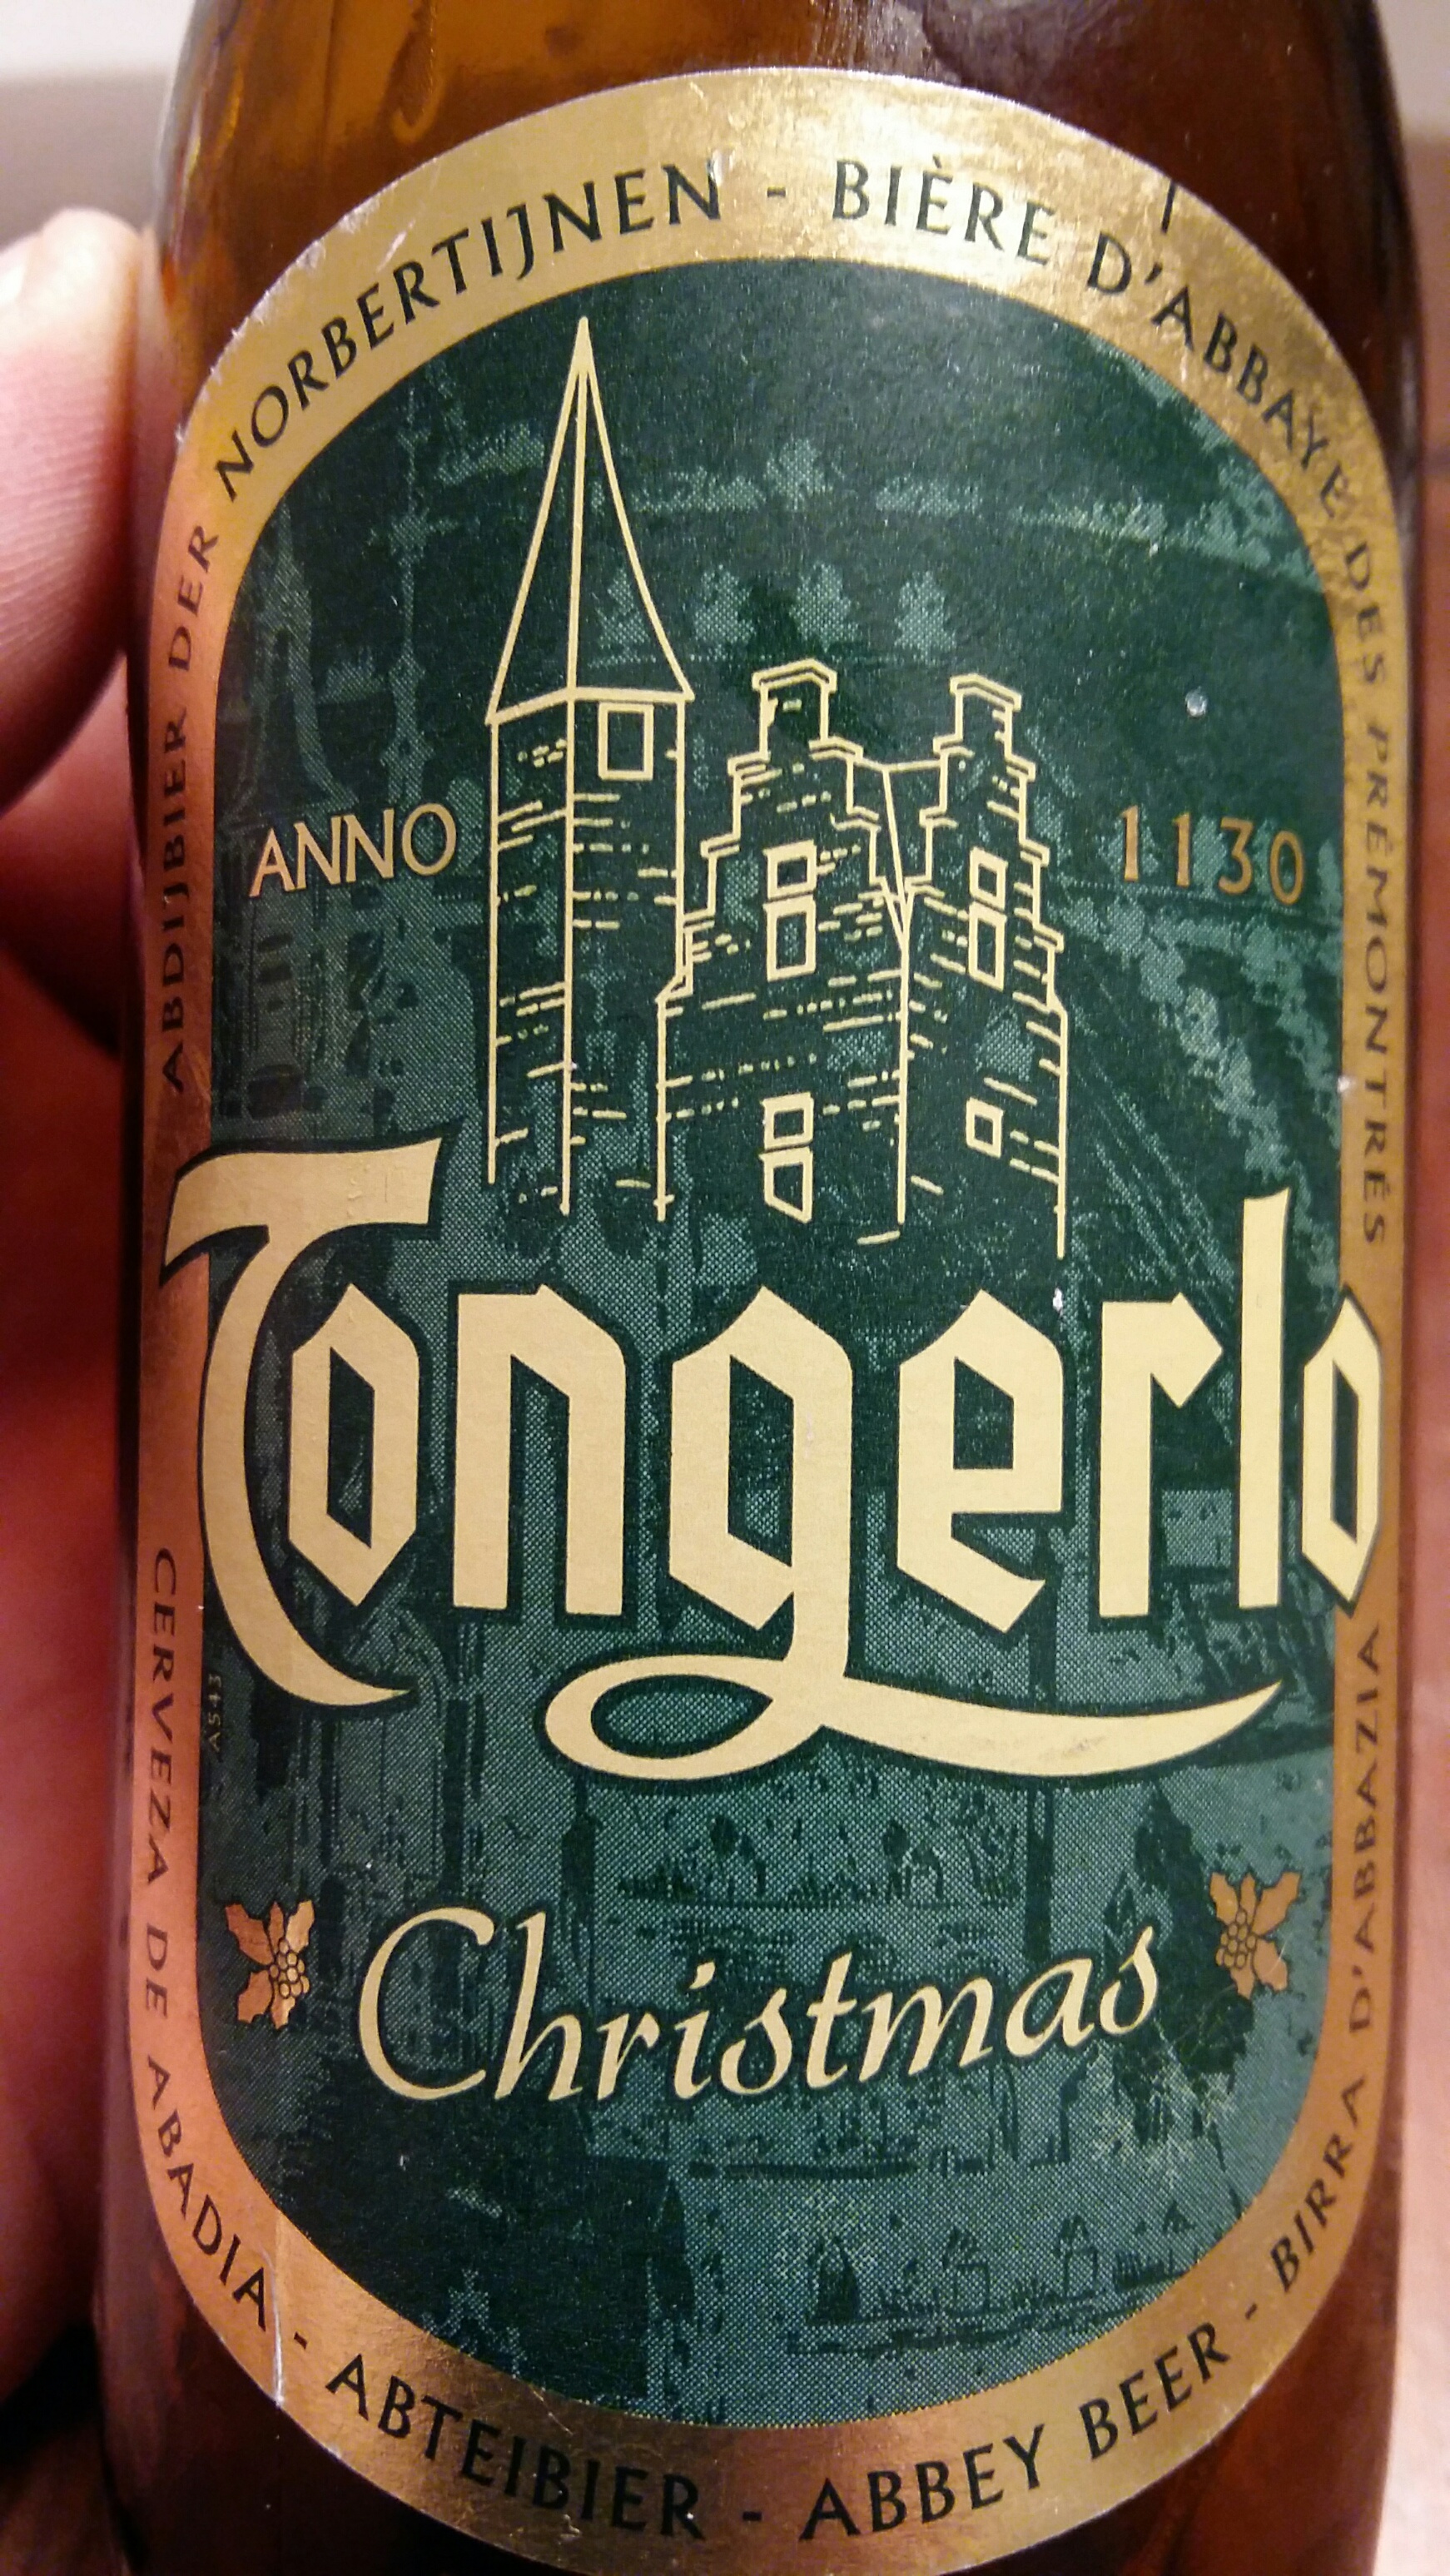 ABDIJBIER DER NORBERTIJNEN - BIÈRE D'ABBAYE DES PRÉMONTRÉS
ANNO 1130
Tongerlo
A543
Christmas
CERVEZA DE ABADIA - ABTEIBIER - ABBEY BEER - BIRRA D'ABBAZIA